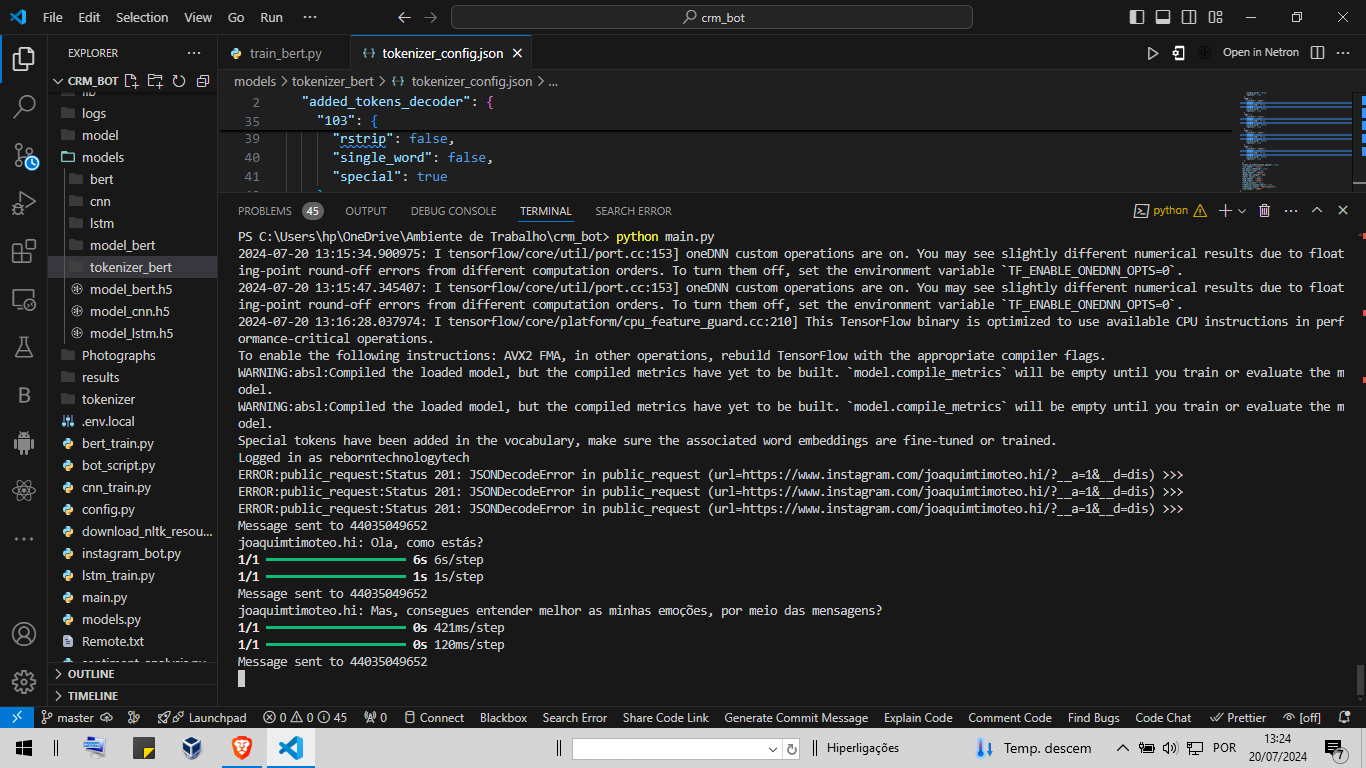 File Edit Selection View Go Run ···
crm_bot
EXPLORER ···
CRM_BOT
lib
logs
model
models
bert
cnn
lstm
model_bert
tokenizer_bert
model_bert.h5
model_cnn.h5
model_lstm.h5
Photographs
results
tokenizer
.env.local
bert_train.py
bot_script.py
cnn_train.py
config.py
download_nltk_resou...
instagram_bot.py
lstm_train.py
main.py
models.py
Remote.txt
sentiment_analysis.py
OUTLINE
TIMELINE
train_bert.py
tokenizer_config.json
Open in Netron
models > tokenizer_bert > tokenizer_config.json > ...
2 "added_tokens_decoder": {
35 "103": {
39 "rstrip": false,
40 "single_word": false,
41 "special": true
PROBLEMS 45 OUTPUT DEBUG CONSOLE TERMINAL SEARCH ERROR
python
PS C:\Users\hp\OneDrive\Ambiente de Trabalho\crm_bot> python main.py
2024-07-20 13:15:34.900975: I tensorflow/core/util/port.cc:153] oneDNN custom operations are on. You may see slightly different numerical results due to float
ing-point round-off errors from different computation orders. To turn them off, set the environment variable `TF_ENABLE_ONEDNN_OPTS=0`.
2024-07-20 13:15:47.345407: I tensorflow/core/util/port.cc:153] oneDNN custom operations are on. You may see slightly different numerical results due to float
ing-point round-off errors from different computation orders. To turn them off, set the environment variable `TF_ENABLE_ONEDNN_OPTS=0`.
2024-07-20 13:16:28.037974: I tensorflow/core/platform/cpu_feature_guard.cc:210] This TensorFlow binary is optimized to use available CPU instructions in perf
ormance-critical operations.
To enable the following instructions: AVX2 FMA, in other operations, rebuild TensorFlow with the appropriate compiler flags.
WARNING:absl:Compiled the loaded model, but the compiled metrics have yet to be built. `model.compile_metrics` will be empty until you train or evaluate the m
odel.
WARNING:absl:Compiled the loaded model, but the compiled metrics have yet to be built. `model.compile_metrics` will be empty until you train or evaluate the m
odel.
Special tokens have been added in the vocabulary, make sure the associated word embeddings are fine-tuned or trained.
Logged in as reborntechnologytech
ERROR:public_request:Status 201: JSONDecodeError in public_request (url=https://www.instagram.com/joaquimtimoteo.hi/?__a=1&__d=dis) >>>
ERROR:public_request:Status 201: JSONDecodeError in public_request (url=https://www.instagram.com/joaquimtimoteo.hi/?__a=1&__d=dis) >>>
ERROR:public_request:Status 201: JSONDecodeError in public_request (url=https://www.instagram.com/joaquimtimoteo.hi/?__a=1&__d=dis) >>>
Message sent to 44035049652
joaquimtimoteo.hi: Ola, como estás?
1/1 6s 6s/step
1/1 1s 1s/step
Message sent to 44035049652
joaquimtimoteo.hi: Mas, consegues entender melhor as minhas emoções, por meio das mensagens?
1/1 0s 421ms/step
1/1 0s 120ms/step
Message sent to 44035049652
master Launchpad 0 0 45 0 Connect Blackbox Search Error Share Code Link Generate Commit Message Explain Code Comment Code Find Bugs Code Chat Prettier [off]
Hiperligações Temp. descem POR 13:24
20/07/2024 7